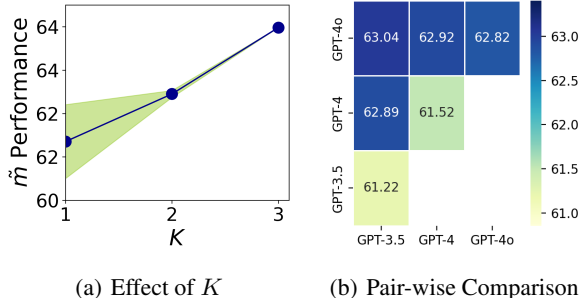 (a)
64
64
62
62
60
m̃ Performance
1 2 3
K
(b)
GPT-4o
GPT-4
GPT-3.5
63.04 62.92 62.82
62.89 61.52
61.22
GPT-3.5 GPT-4 GPT-4o
63.0
62.5
62.0
61.5
61.0
(a) Effect of K
(b) Pair-wise Comparison